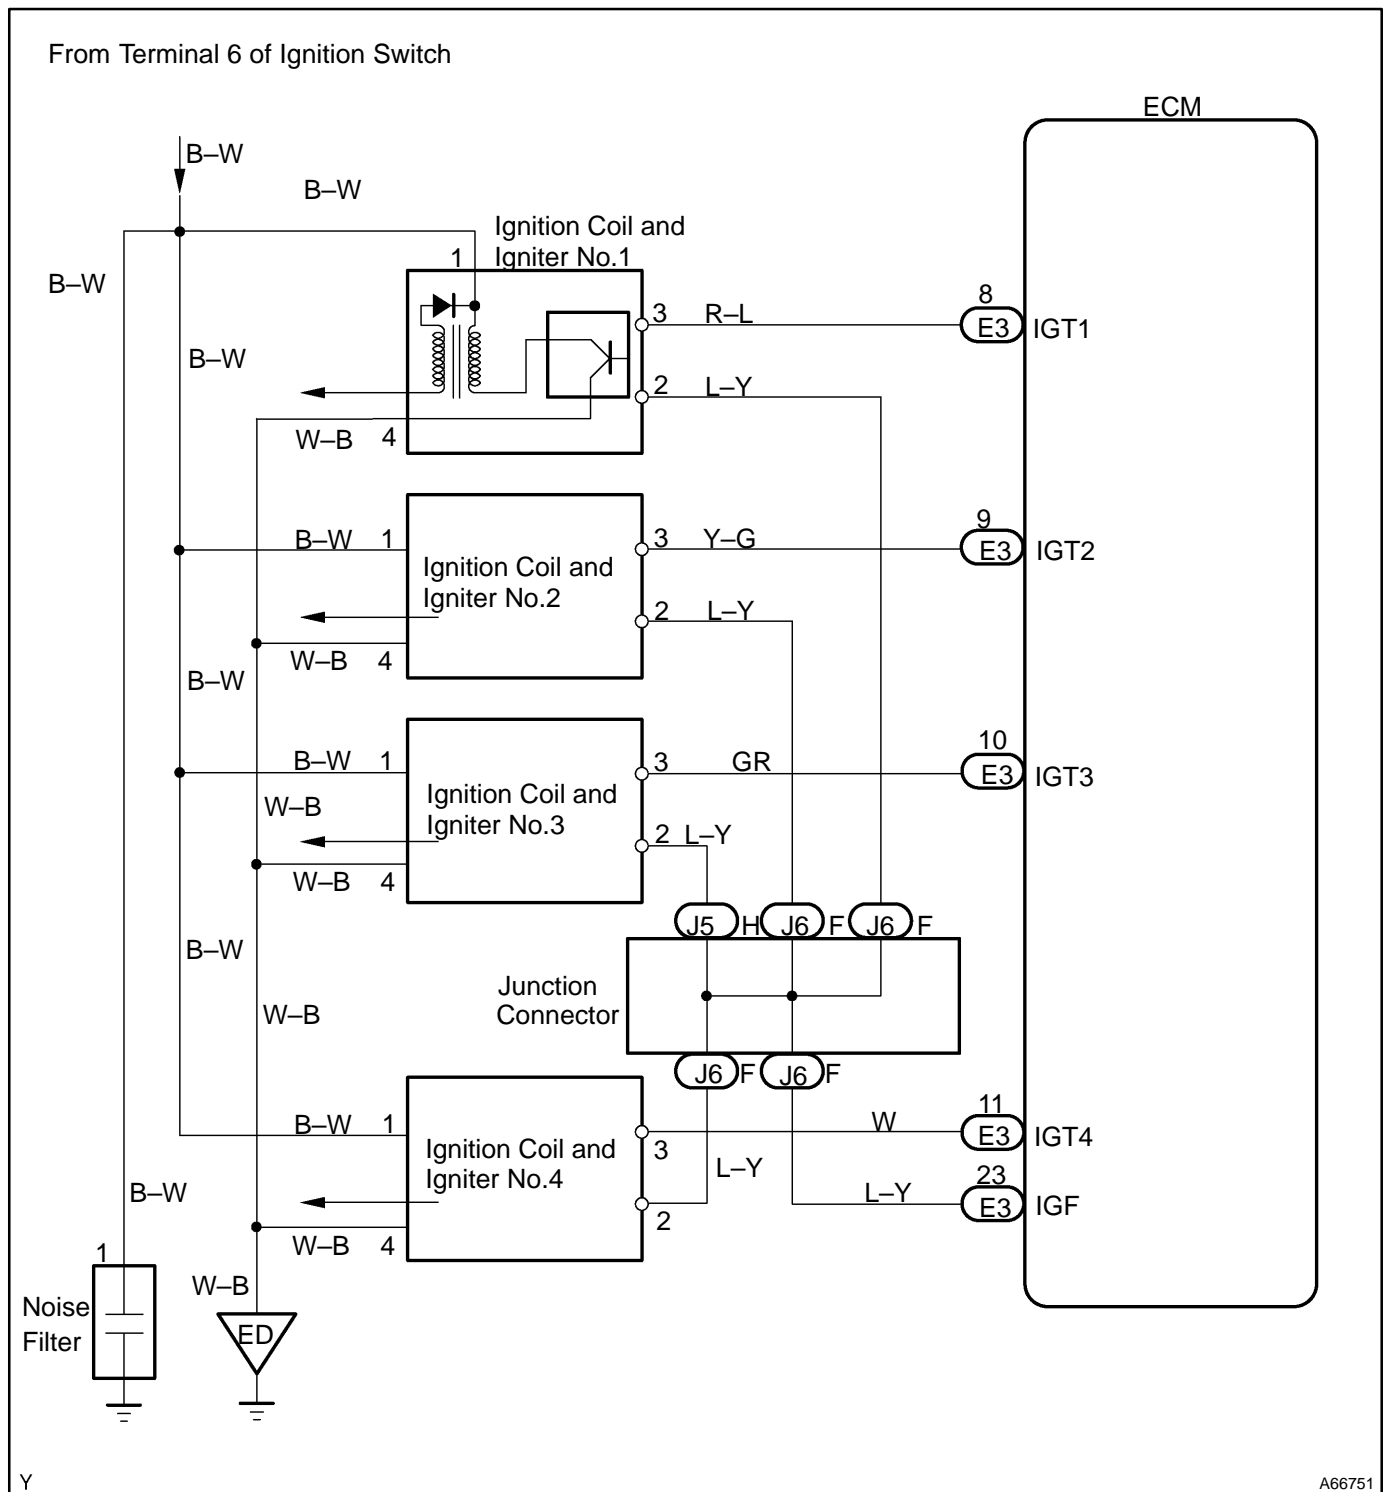 From Terminal 6 of Ignition Switch
ECM
B–W
B–W
Ignition Coil and
Igniter No.1
1
B–W
8
3
R–L
E3
IGT1
B–W
2
L–Y
W–B
4
9
B–W
1
3
Y–G
E3
IGT2
Ignition Coil and
Igniter No.2
2
L–Y
W–B
4
B–W
10
B–W
1
3
GR
E3
IGT3
Ignition Coil and
Igniter No.3
W–B
2
L–Y
W–B
4
J5
H
J6
F
J6
F
B–W
Junction
Connector
W–B
J6
F
J6
F
11
B–W
1
W
E3
IGT4
Ignition Coil and
Igniter No.4
3
L–Y
23
B–W
L–Y
E3
IGF
2
W–B
4
1
W–B
Noise
Filter
ED
Y
A66751